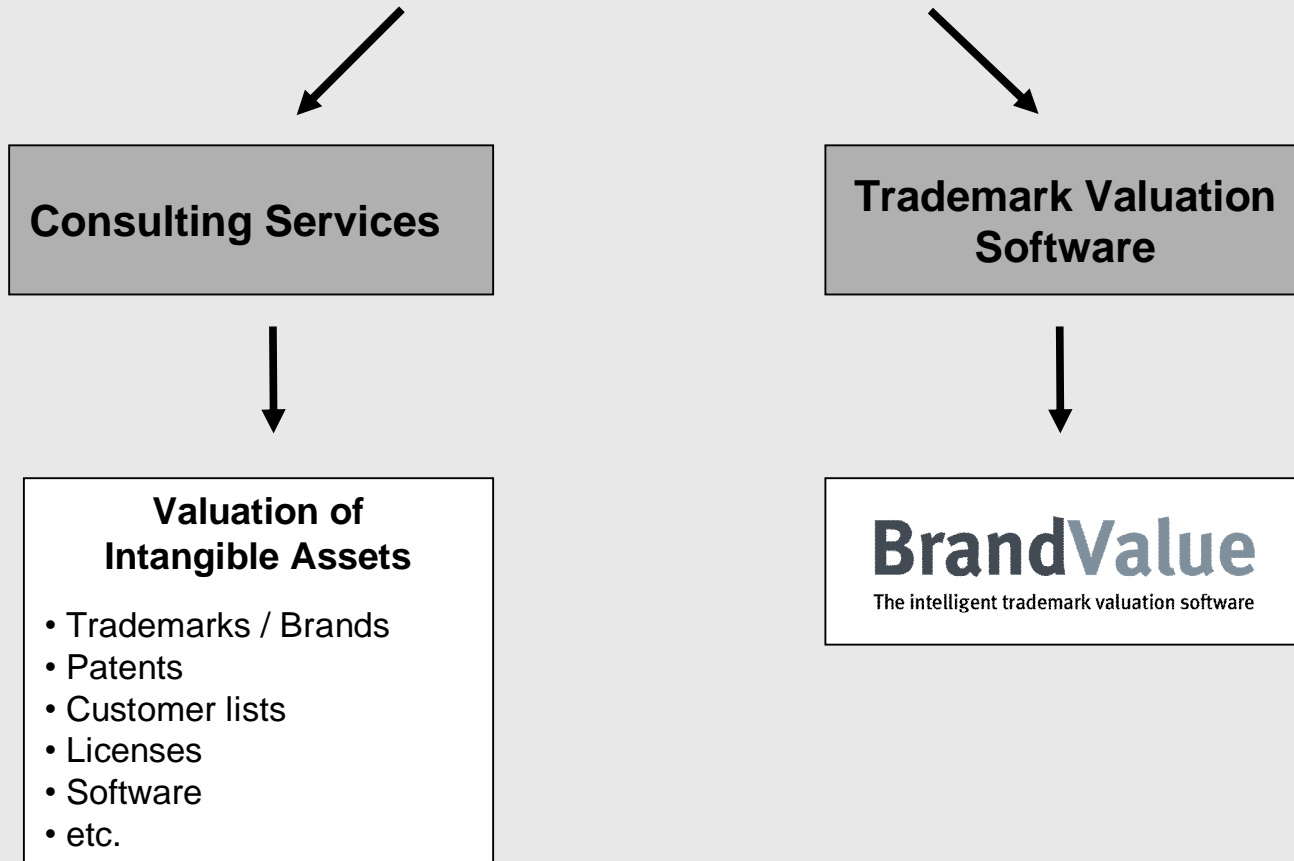 Consulting Services
Trademark Valuation
Software
Valuation of
Intangible Assets
• Trademarks / Brands
• Patents
• Customer lists
• Licenses
• Software
• etc.
BrandValue
The intelligent trademark valuation software